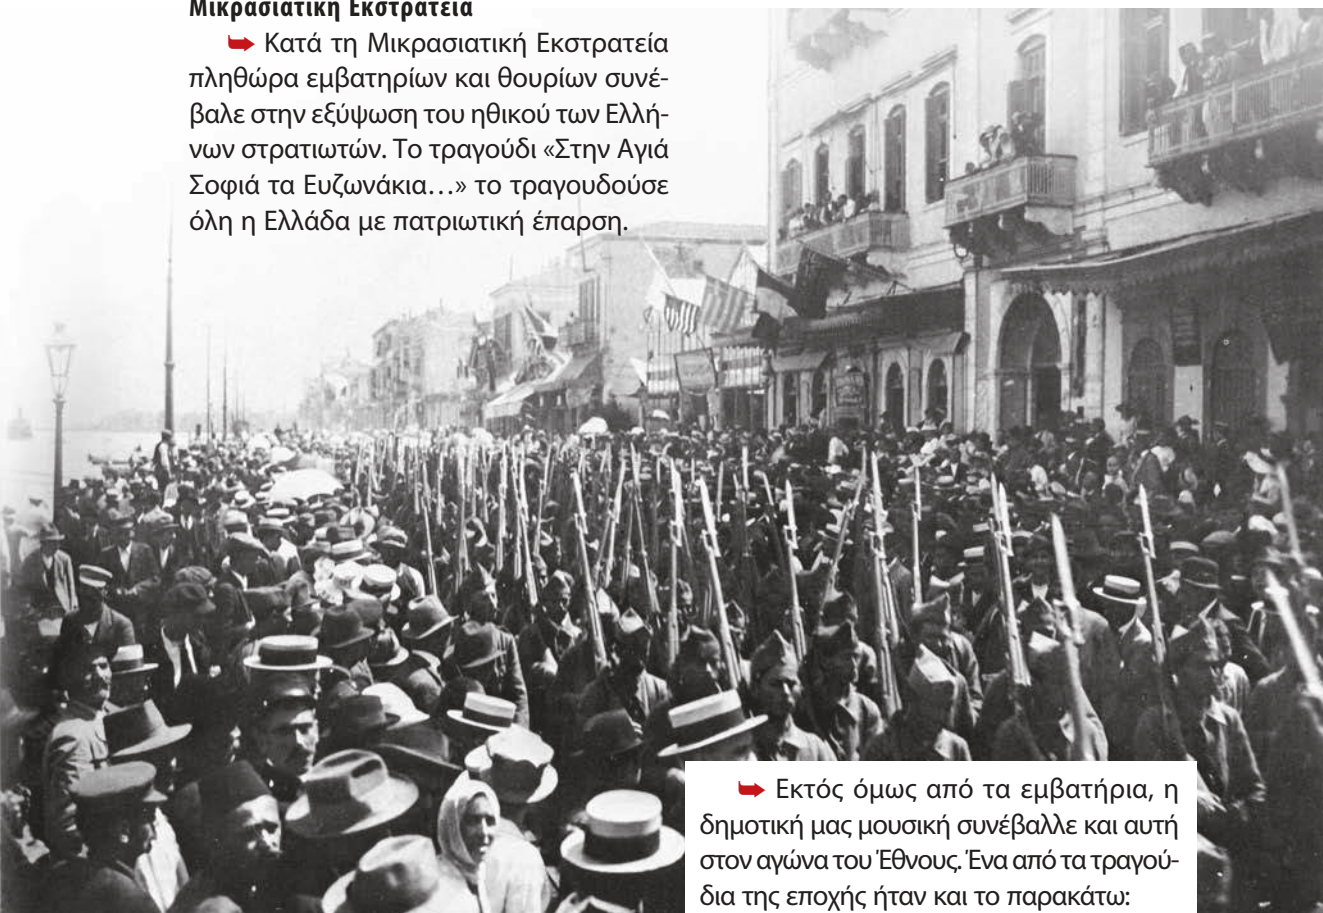 Μικρασιατική Εκστρατεία
➥ Κατά τη Μικρασιατική Εκστρατεία
πληθώρα εμβατηρίων και θουρίων συνέ-
βαλε στην εξύψωση του ηθικού των Ελλή-
νων στρατιωτών. Το τραγούδι «Στην Αγιά
Σοφιά τα Ευζωνάκια…» το τραγουδούσε
όλη η Ελλάδα με πατριωτική έπαρση.
➥ Εκτός όμως από τα εμβατήρια, η
δημοτική μας μουσική συνέβαλλε και αυτή
στον αγώνα του Έθνους. Ένα από τα τραγού-
δια της εποχής ήταν και το παρακάτω: